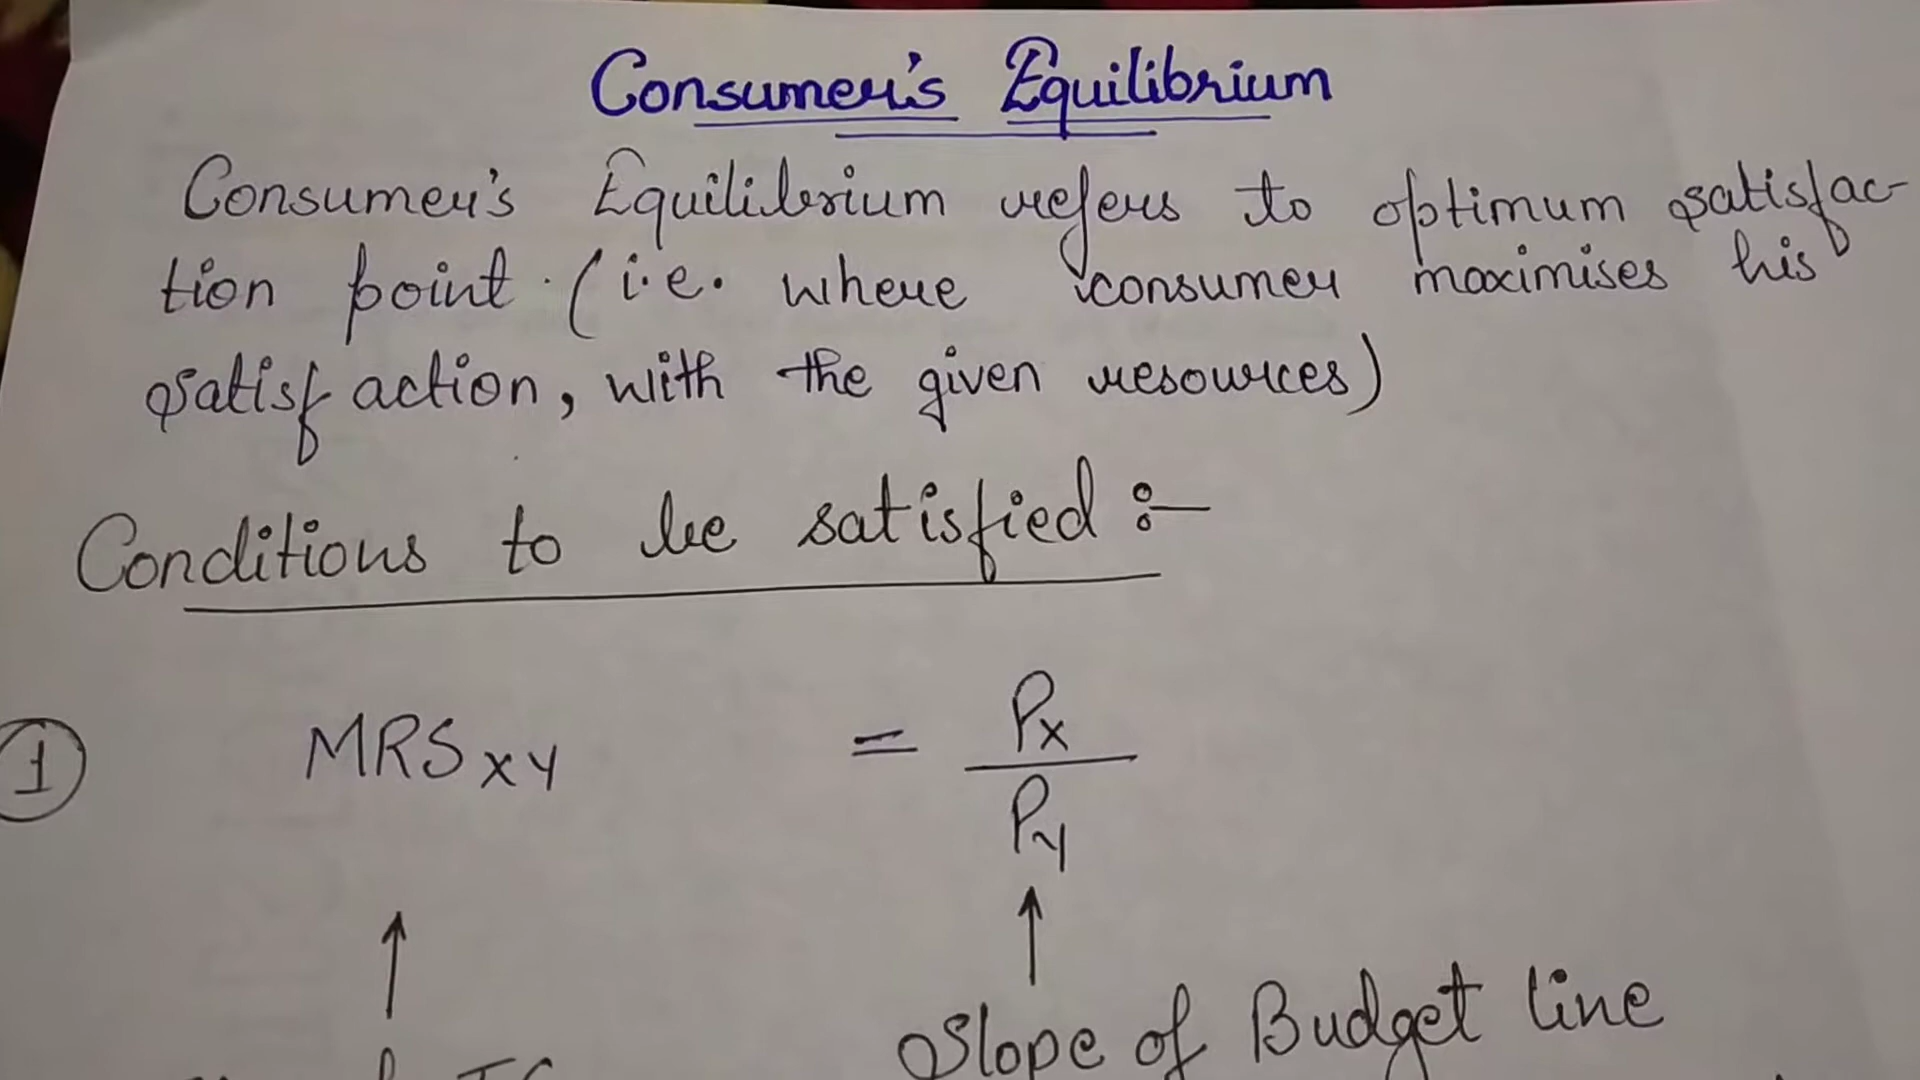 Consumer's Equilibrium
Consumer's Equilibrium refers to optimum satisfac-
tion point. (i.e. where consumer maximises his
satisfaction, with the given resources)
Conditions to be satisfied :-
1 MRSxy = Px
Py
↑ ↑
Slope of Budget line